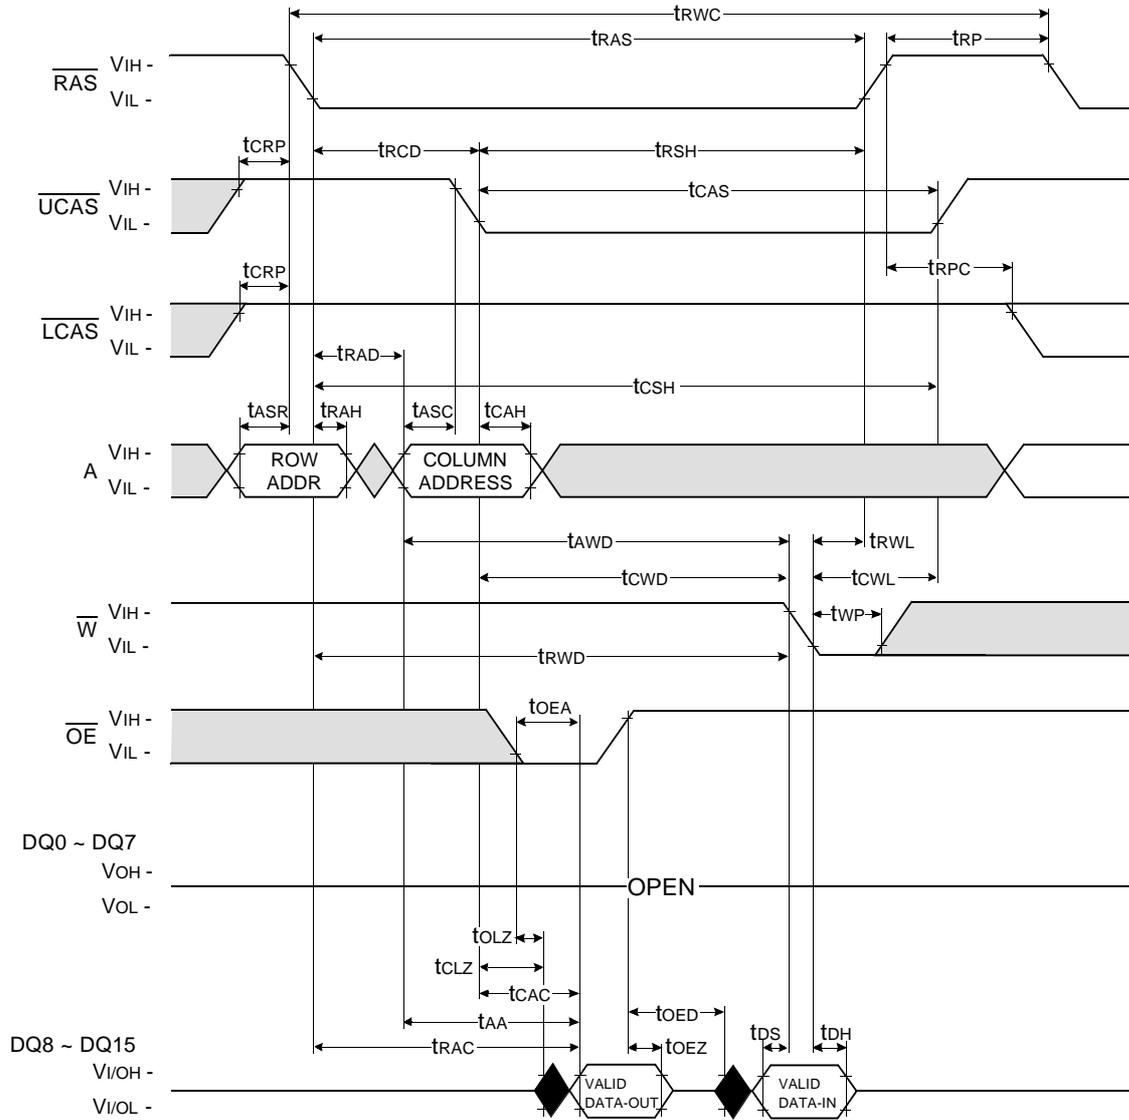 tRWC
tRAS
tRP
RAS
VIH -
VIL -
tCRP
tRCD
tRSH
UCAS
VIH -
VIL -
tCAS
tCRP
tRPC
LCAS
VIH -
VIL -
tRAD
tCSH
tASR
tRAH
tASC
tCAH
A
VIH -
VIL -
ROW
ADDR
COLUMN
ADDRESS
tAWD
tRWL
tCWD
tCWL
W
VIH -
VIL -
tWP
tRWD
OE
VIH -
VIL -
tOEA
DQ0 ~ DQ7
VOH -
VOL -
OPEN
tOLZ
tCLZ
tCAC
tAA
tOED
tRAC
tOEZ
tDS
tDH
DQ8 ~ DQ15
VI/OH -
VI/OL -
VALID
DATA-OUT
VALID
DATA-IN